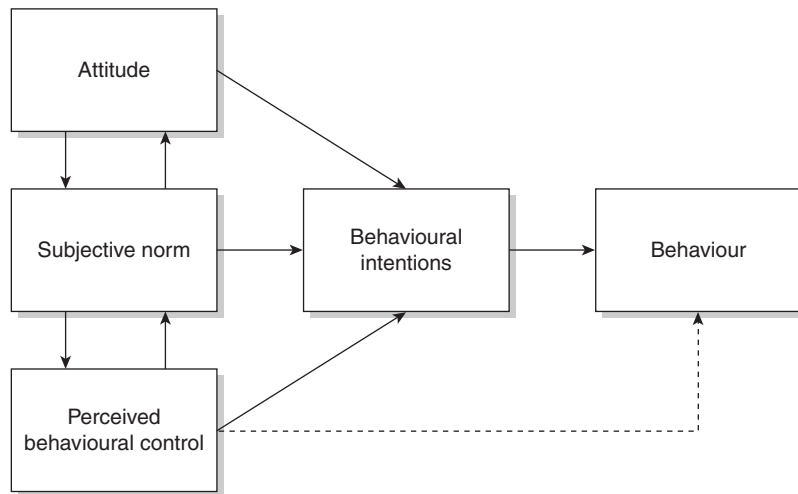 Attitude
Subjective norm
Behavioural
intentions
Behaviour
Perceived
behavioural control